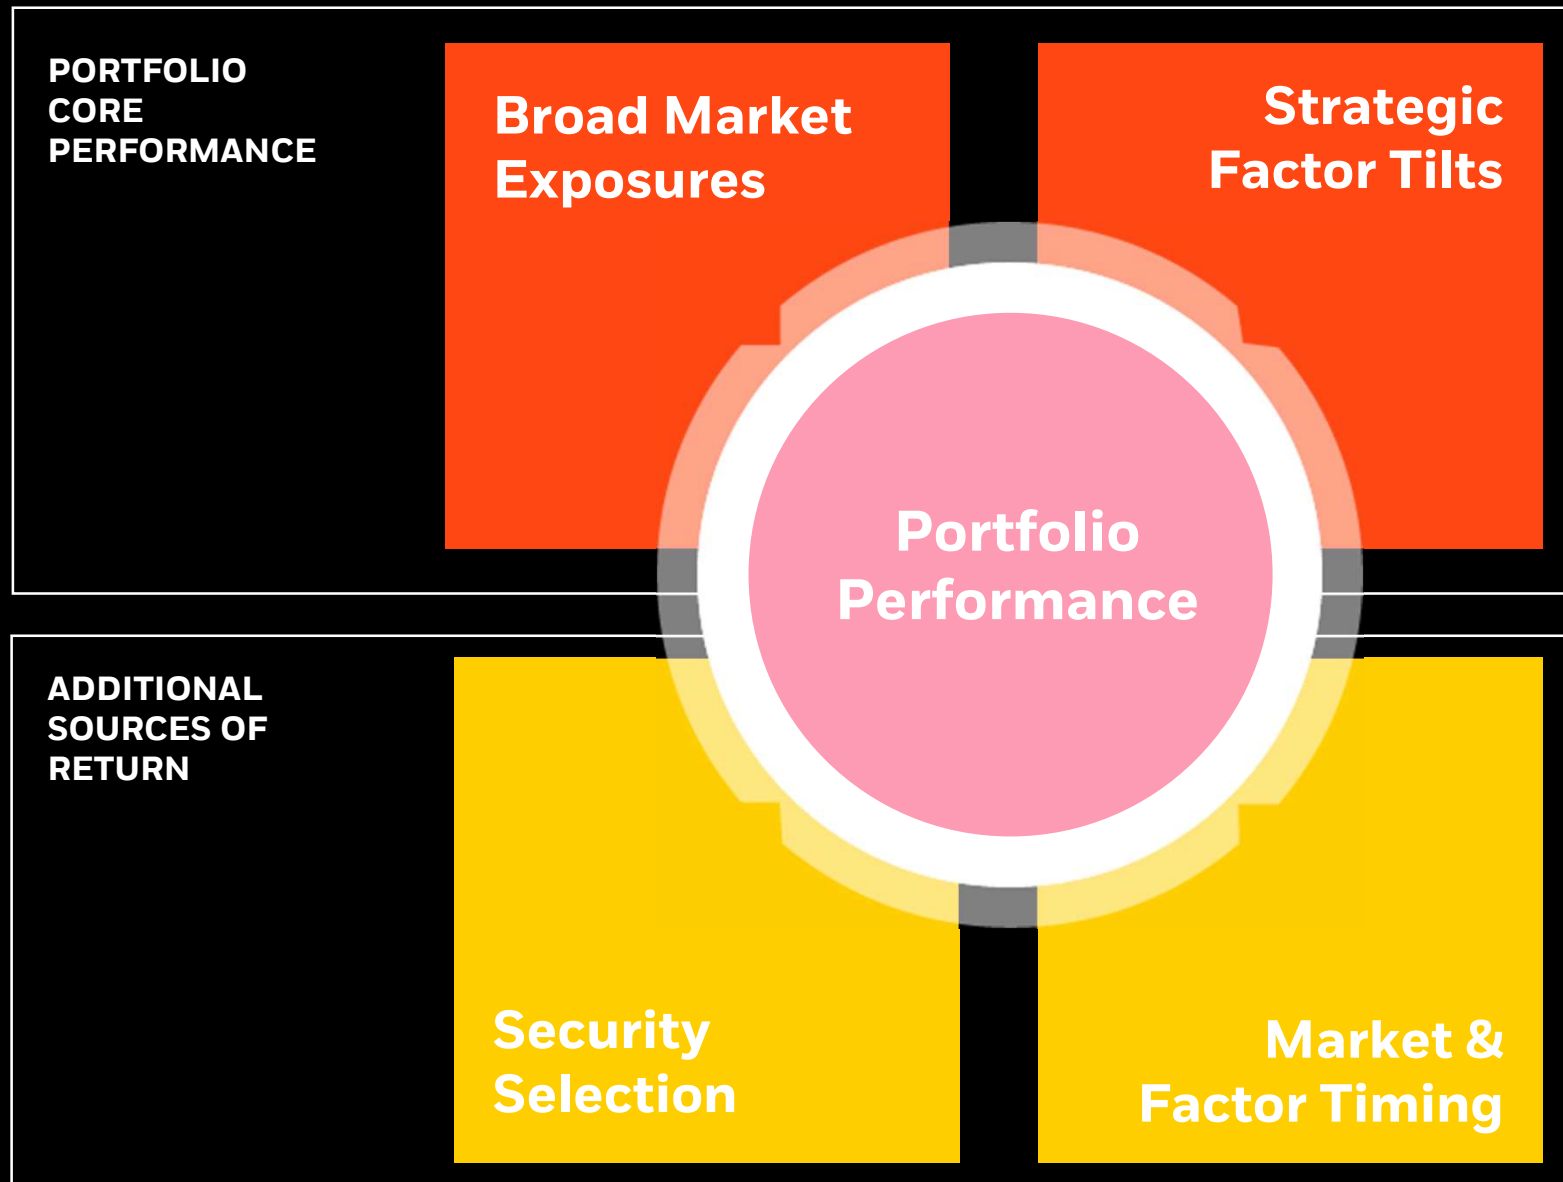 PORTFOLIO
CORE
PERFORMANCE
Broad Market
Exposures
Strategic
Factor Tilts
Portfolio
Performance
ADDITIONAL
SOURCES OF
RETURN
Security
Selection
Market &
Factor Timing